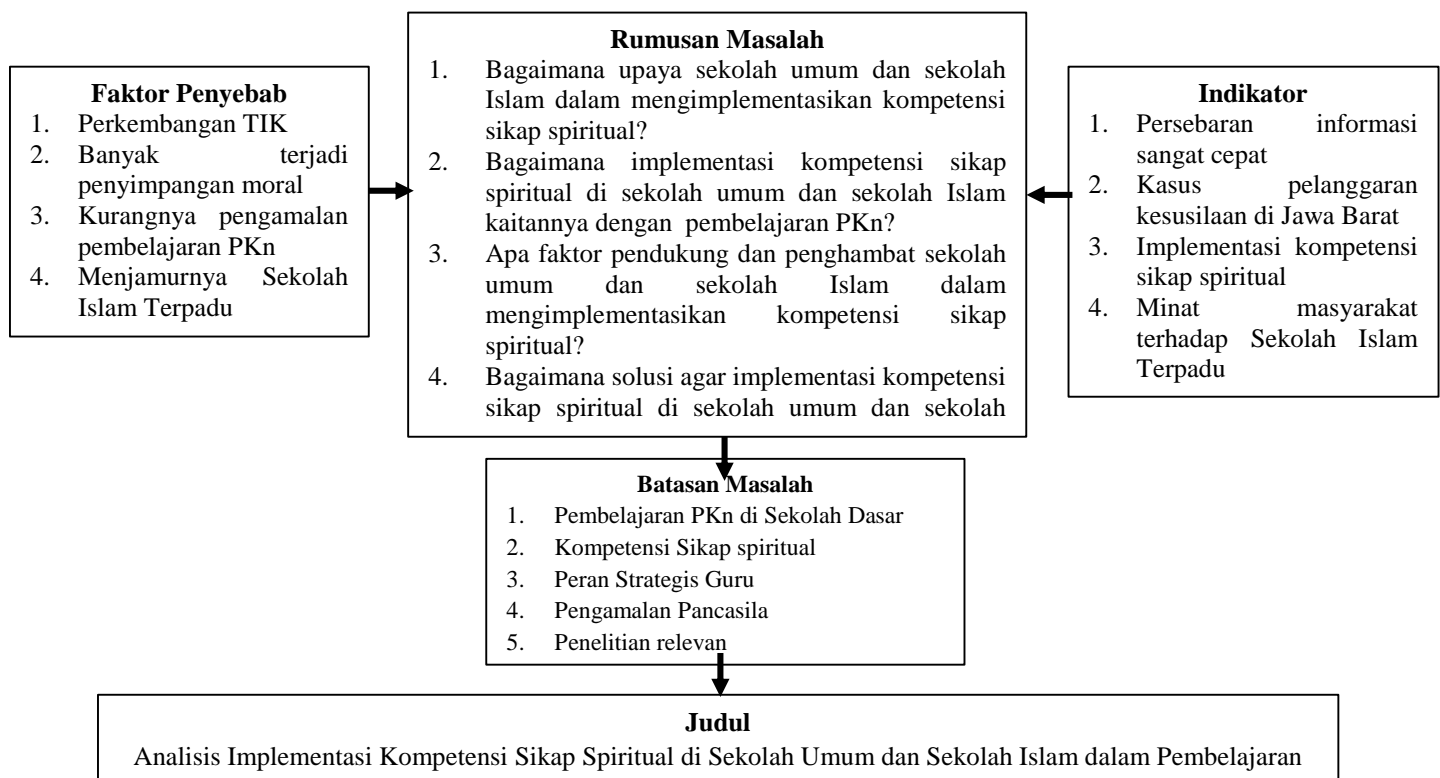 Faktor Penyebab
1. Perkembangan TIK
2. Banyak terjadi
penyimpangan moral
3. Kurangnya pengamalan
pembelajaran PKn
4. Menjamurnya Sekolah
Islam Terpadu
Rumusan Masalah
1. Bagaimana upaya sekolah umum dan sekolah
Islam dalam mengimplementasikan kompetensi
sikap spiritual?
2. Bagaimana implementasi kompetensi sikap
spiritual di sekolah umum dan sekolah Islam
kaitannya dengan pembelajaran PKn?
3. Apa faktor pendukung dan penghambat sekolah
umum dan sekolah Islam dalam
mengimplementasikan kompetensi sikap
spiritual?
4. Bagaimana solusi agar implementasi kompetensi
sikap spiritual di sekolah umum dan sekolah
Indikator
1. Persebaran informasi
sangat cepat
2. Kasus pelanggaran
kesusilaan di Jawa Barat
3. Implementasi kompetensi
sikap spiritual
4. Minat masyarakat
terhadap Sekolah Islam
Terpadu
Batasan Masalah
1. Pembelajaran PKn di Sekolah Dasar
2. Kompetensi Sikap spiritual
3. Peran Strategis Guru
4. Pengamalan Pancasila
5. Penelitian relevan
Judul
Analisis Implementasi Kompetensi Sikap Spiritual di Sekolah Umum dan Sekolah Islam dalam Pembelajaran